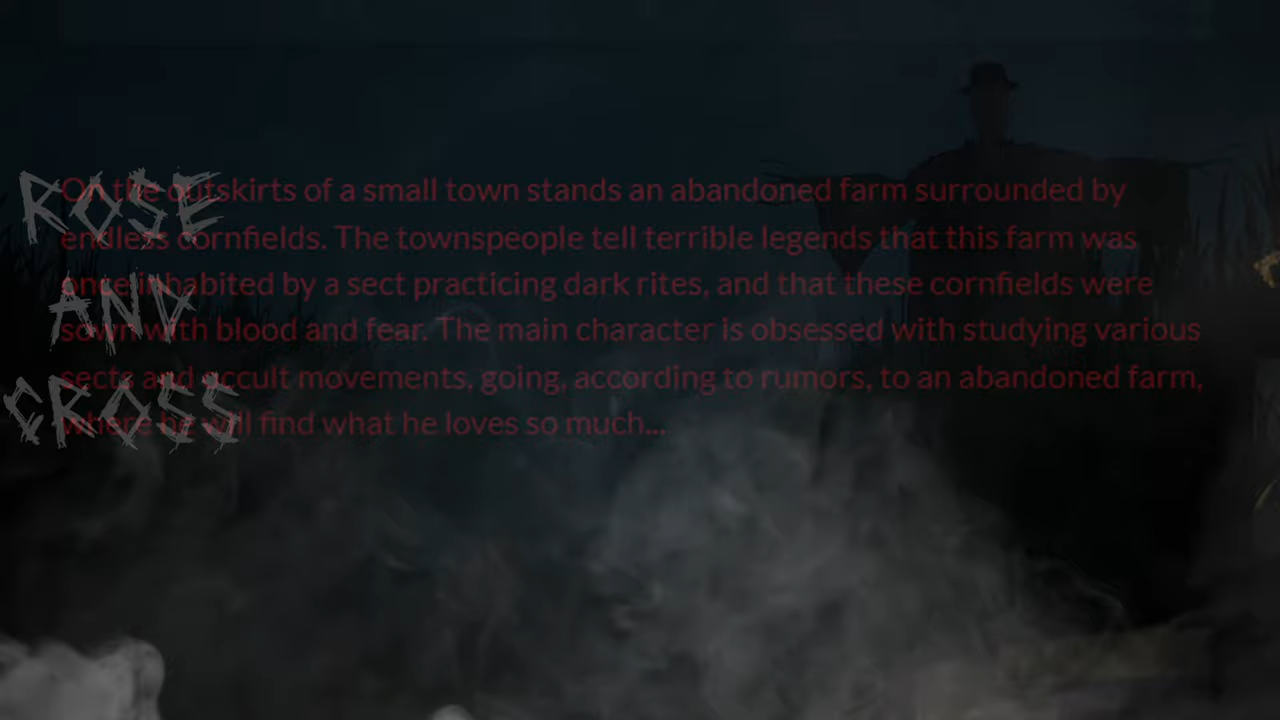 ROSE
AND
CROSS
On the outskirts of a small town stands an abandoned farm surrounded by
endless cornfields. The townspeople tell terrible legends that this farm was
once inhabited by a sect practicing dark rites, and that these cornfields were
sown with blood and fear. The main character is obsessed with studying various
sects and occult movements, going, according to rumors, to an abandoned farm,
where he will find what he loves so much...